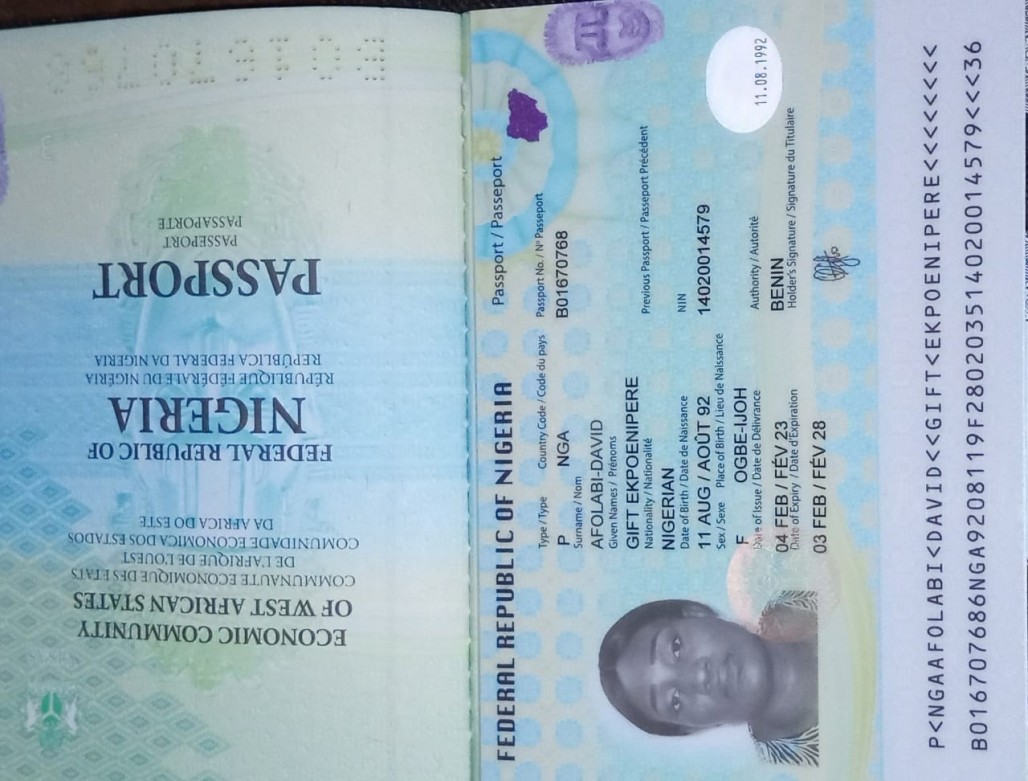 ECONOMIC COMMUNITY
OF WEST AFRICAN STATES
COMMUNAUTE ECONOMIQUE DES ETATS
DE L'AFRIQUE DE L'OUEST
COMUNIDADE ECONOMICA DOS ESTADOS
DA AFRICA DO ESTE
FEDERAL REPUBLIC OF
NIGERIA
RÉPUBLIQUE FÉDÉRALE DU NIGÉRIA
REPÚBLICA FEDERAL DA NIGERIA
PASSPORT
PASSEPORT
PASSAPORTE
FEDERAL REPUBLIC OF NIGERIA Passport / Passeport
Type / Type Country Code / Code du pays Passport No. / N° Passeport
P NGA B01670768
Surname / Nom
AFOLABI-DAVID
Given Names / Prénoms
GIFT EKPOENIPERE
Nationality / Nationalité Previous Passport / Passeport Précédent
NIGERIAN
Date of Birth / Date de Naissance NIN
11 AUG / AOÛT 92 14020014579
Sex / Sexe Place of Birth / Lieu de Naissance
F OGBE-IJOH
Date of Issue / Date de Délivrance Authority / Autorité
04 FEB / FÉV 23 BENIN
Date of Expiry / Date d'Expiration Holder's Signature / Signature du Titulaire
03 FEB / FÉV 28
11.08.1992
P<NGAAFOLABI<DAVID<<GIFT<EKPOENIPERE<<<<<<<<
B016707686NGA9208119F280203514020014579<<<36